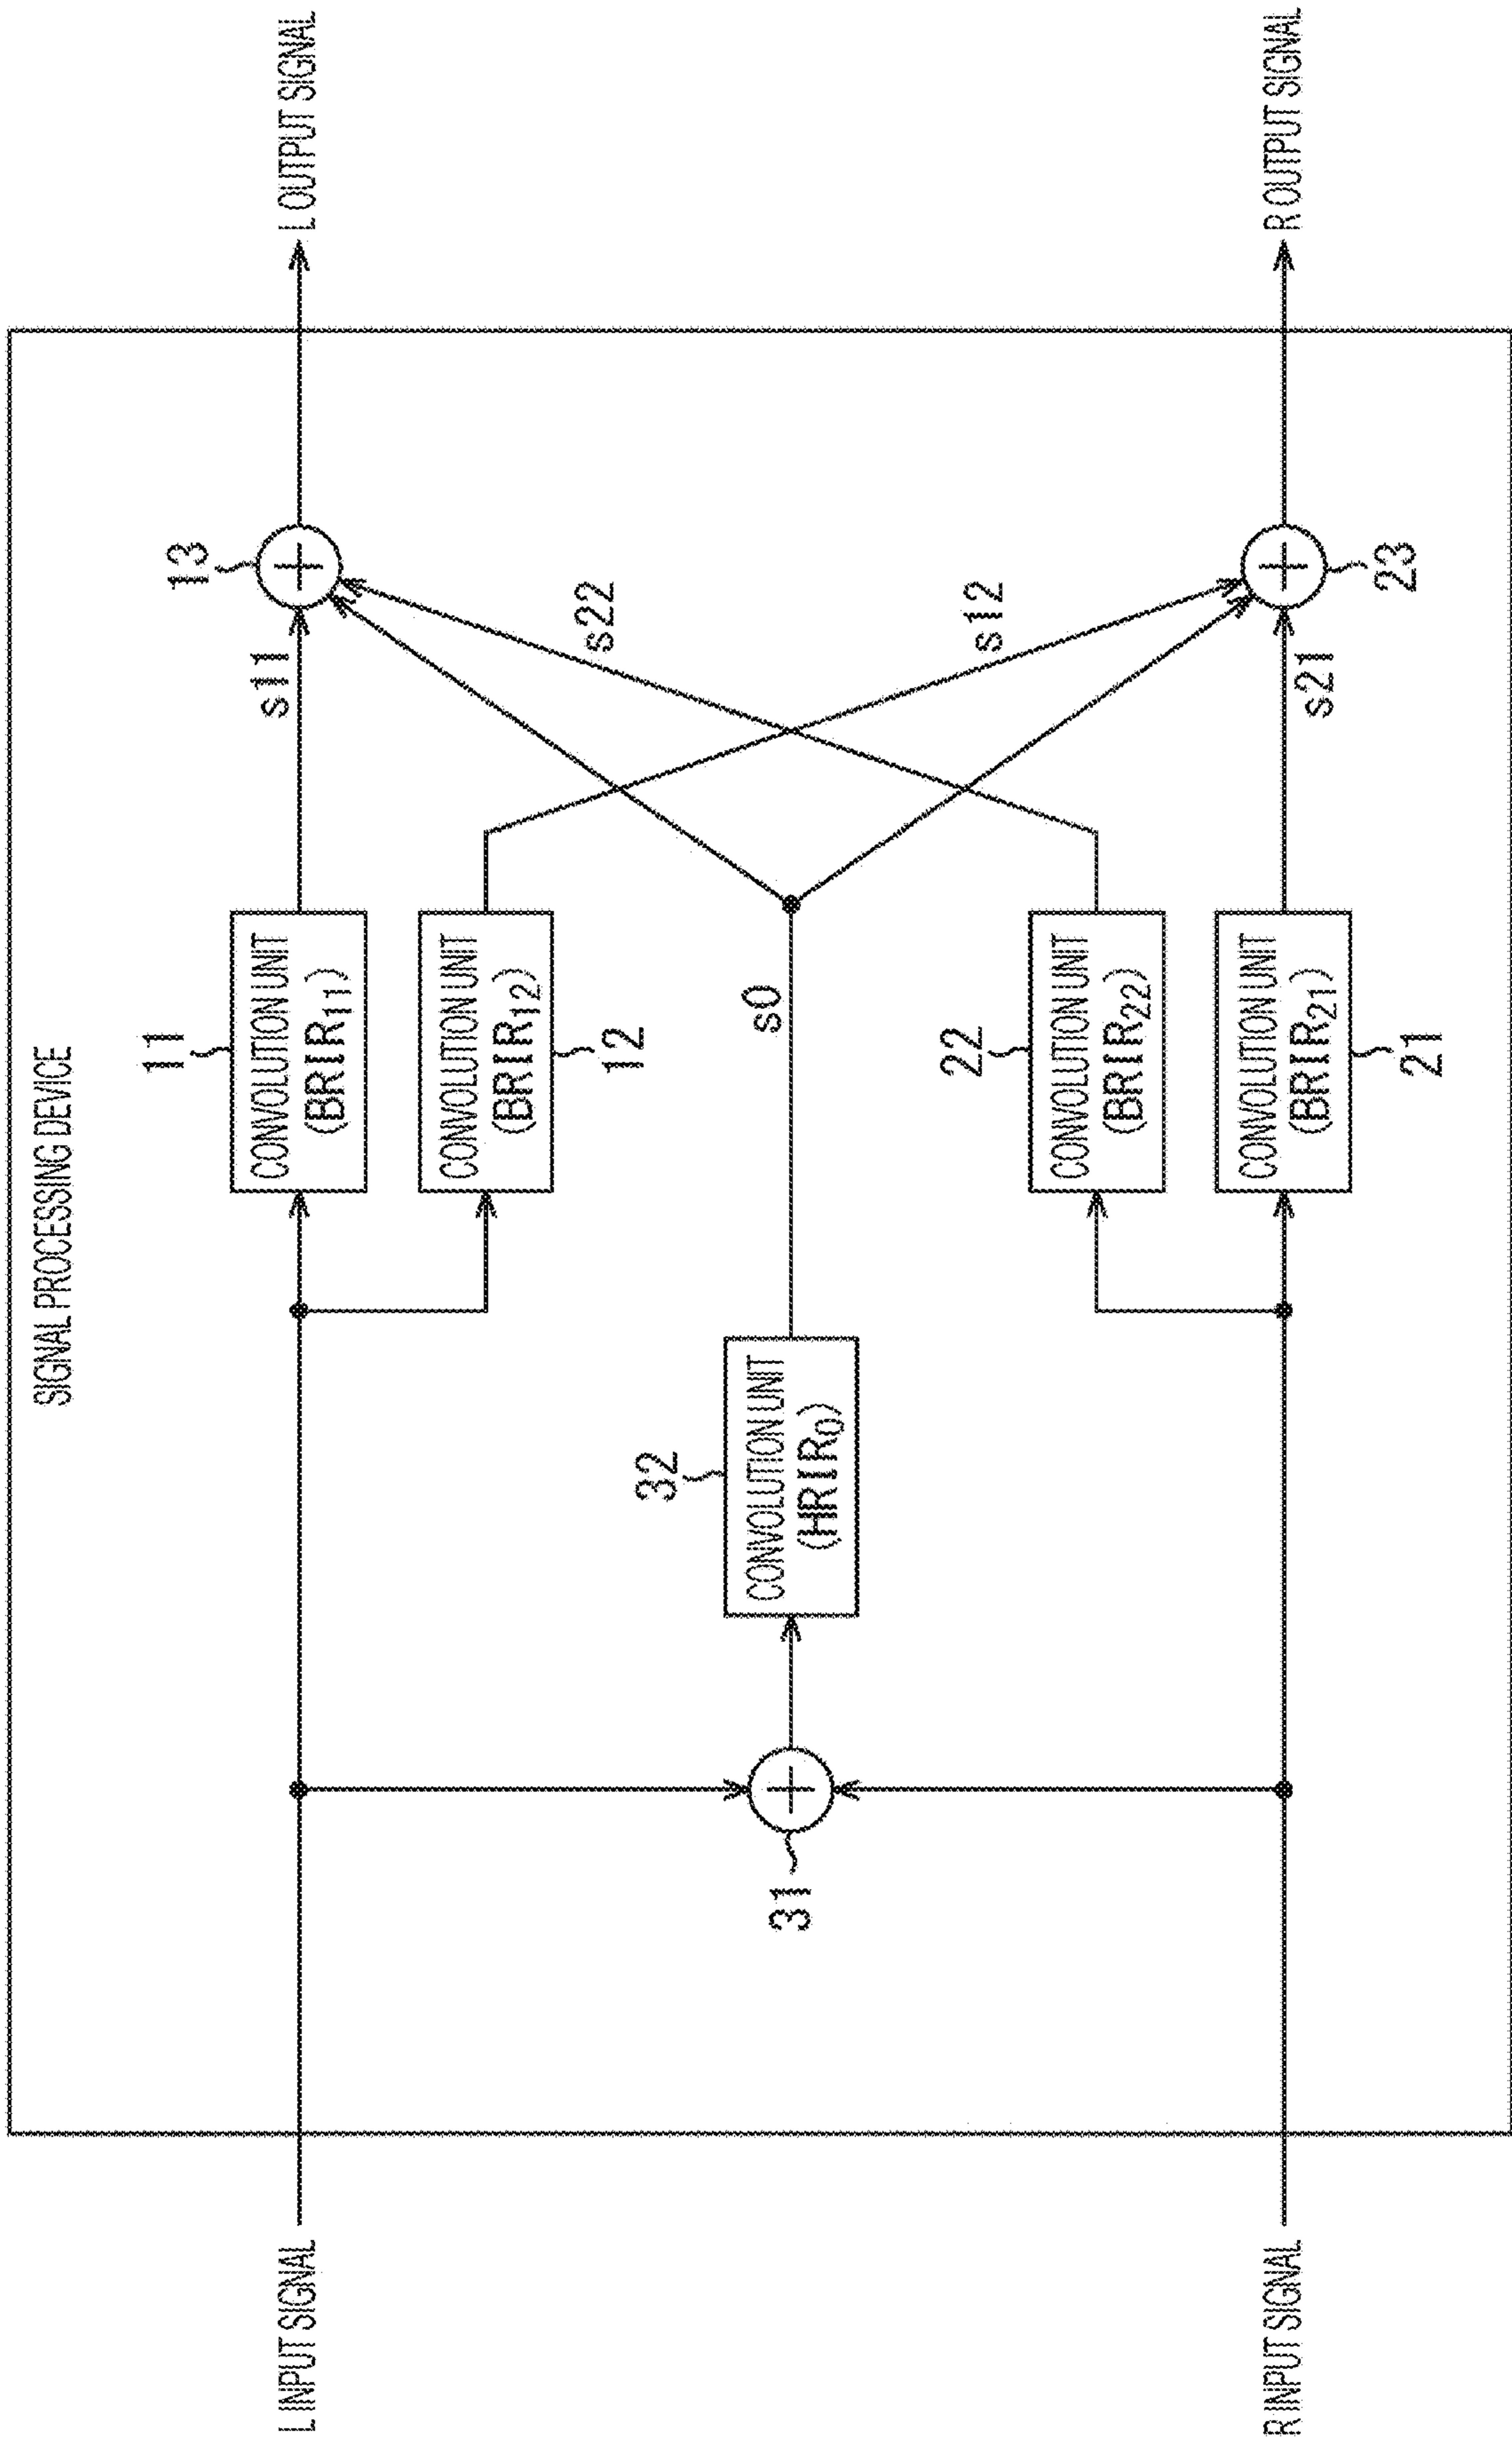 SIGNAL PROCESSING DEVICE
L INPUT SIGNAL
11
CONVOLUTION UNIT
(BRIR11)
s11
13
L OUTPUT SIGNAL
CONVOLUTION UNIT
(BRIR12)
12
s22
31
32
CONVOLUTION UNIT
(HRIR0)
s0
22
CONVOLUTION UNIT
(BRIR22)
s12
R INPUT SIGNAL
CONVOLUTION UNIT
(BRIR21)
21
s21
23
R OUTPUT SIGNAL